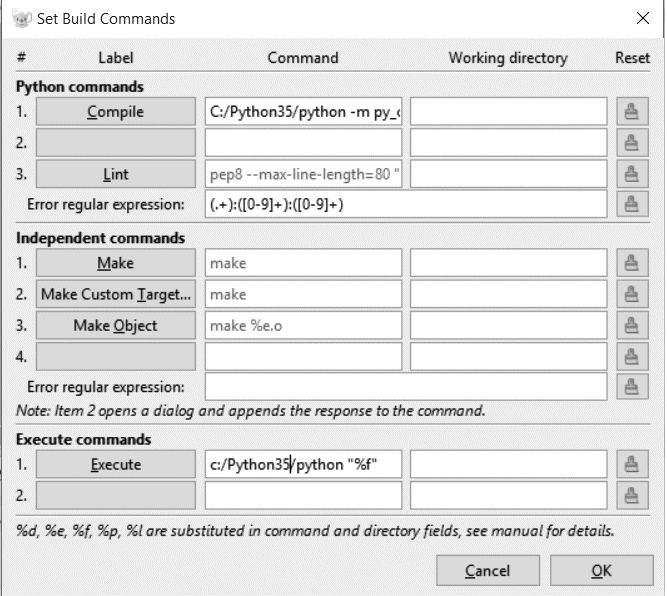 Set Build Commands
# Label Command Working directory Reset
Python commands
1. Compile C:/Python35/python -m py_c
2.
3. Lint pep8 --max-line-length=80 "
Error regular expression: (.+):([0-9]+):([0-9]+)
Independent commands
1. Make make
2. Make Custom Target... make
3. Make Object make %e.o
4.
Error regular expression:
Note: Item 2 opens a dialog and appends the response to the command.
Execute commands
1. Execute c:/Python35/python "%f"
2.
%d, %e, %f, %p, %l are substituted in command and directory fields, see manual for details.
Cancel OK